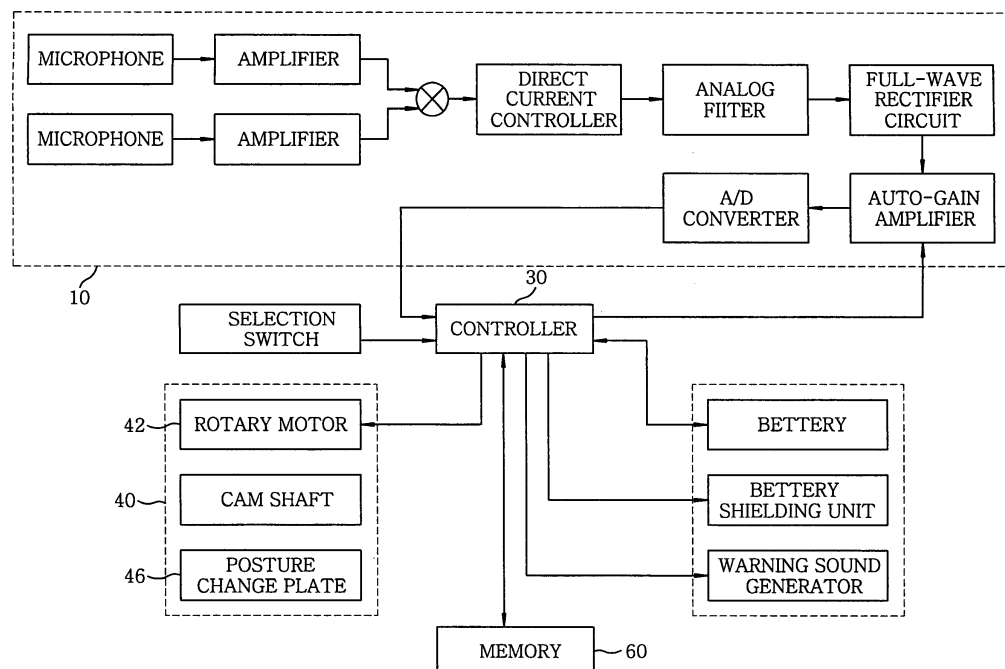 MICROPHONE
AMPLIFIER
MICROPHONE
AMPLIFIER
DIRECT
CURRENT
CONTROLLER
ANALOG
FIITER
FULL-WAVE
RECTIFIER
CIRCUIT
A/D
CONVERTER
AUTO-GAIN
AMPLIFIER
10
30
SELECTION
SWITCH
CONTROLLER
42
ROTARY MOTOR
BETTERY
40
CAM SHAFT
BETTERY
SHIELDING UNIT
46
POSTURE
CHANGE PLATE
WARNING SOUND
GENERATOR
MEMORY
60